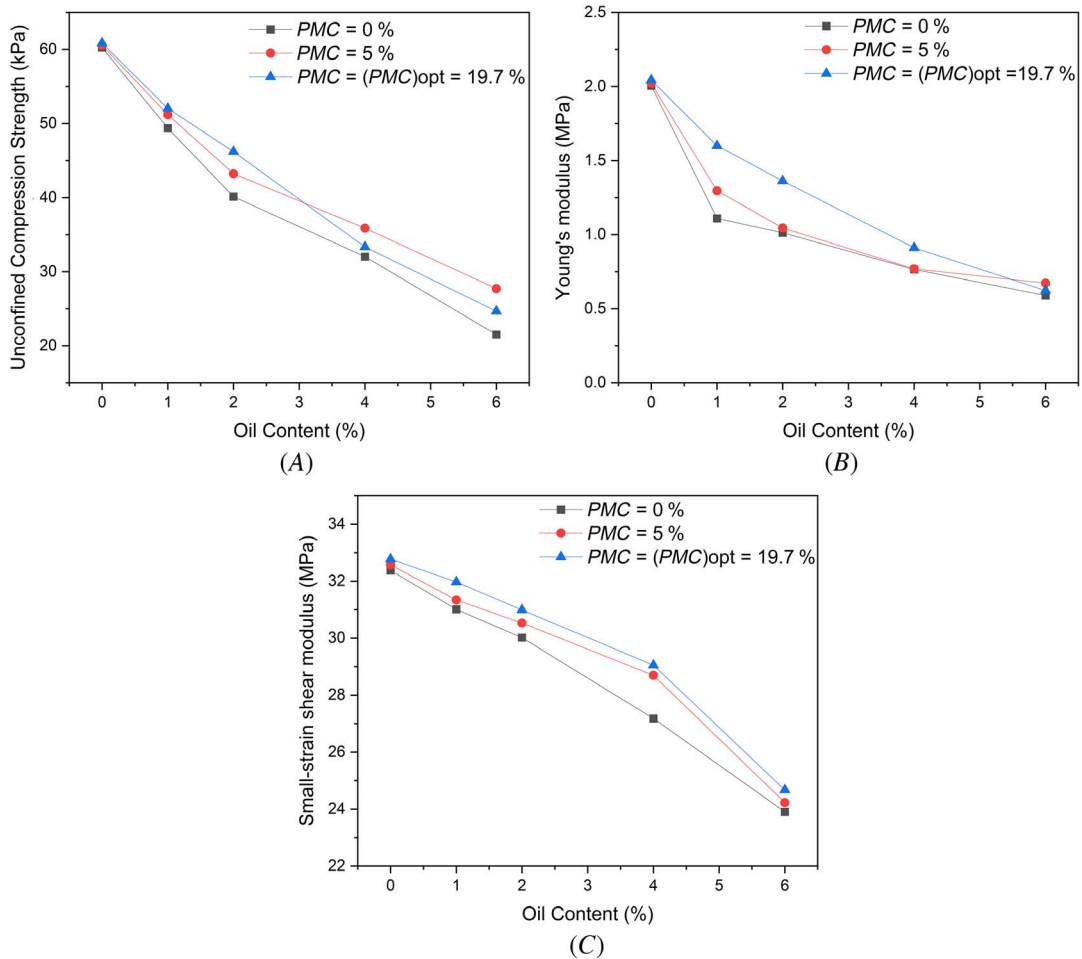 PMC = 0 %
PMC = 5 %
PMC = (PMC)opt = 19.7 %
Unconfined Compression Strength (kPa)
60
50
40
30
20
0 1 2 3 4 5 6
Oil Content (%)
(A)
PMC = 0 %
PMC = 5 %
PMC = (PMC)opt =19.7 %
Young's modulus (MPa)
2.5
2.0
1.5
1.0
0.5
0.0
0 1 2 3 4 5 6
Oil Content (%)
(B)
PMC = 0 %
PMC = 5 %
PMC = (PMC)opt = 19.7 %
Small-strain shear modulus (MPa)
34
32
30
28
26
24
22
0 1 2 3 4 5 6
Oil Content (%)
(C)